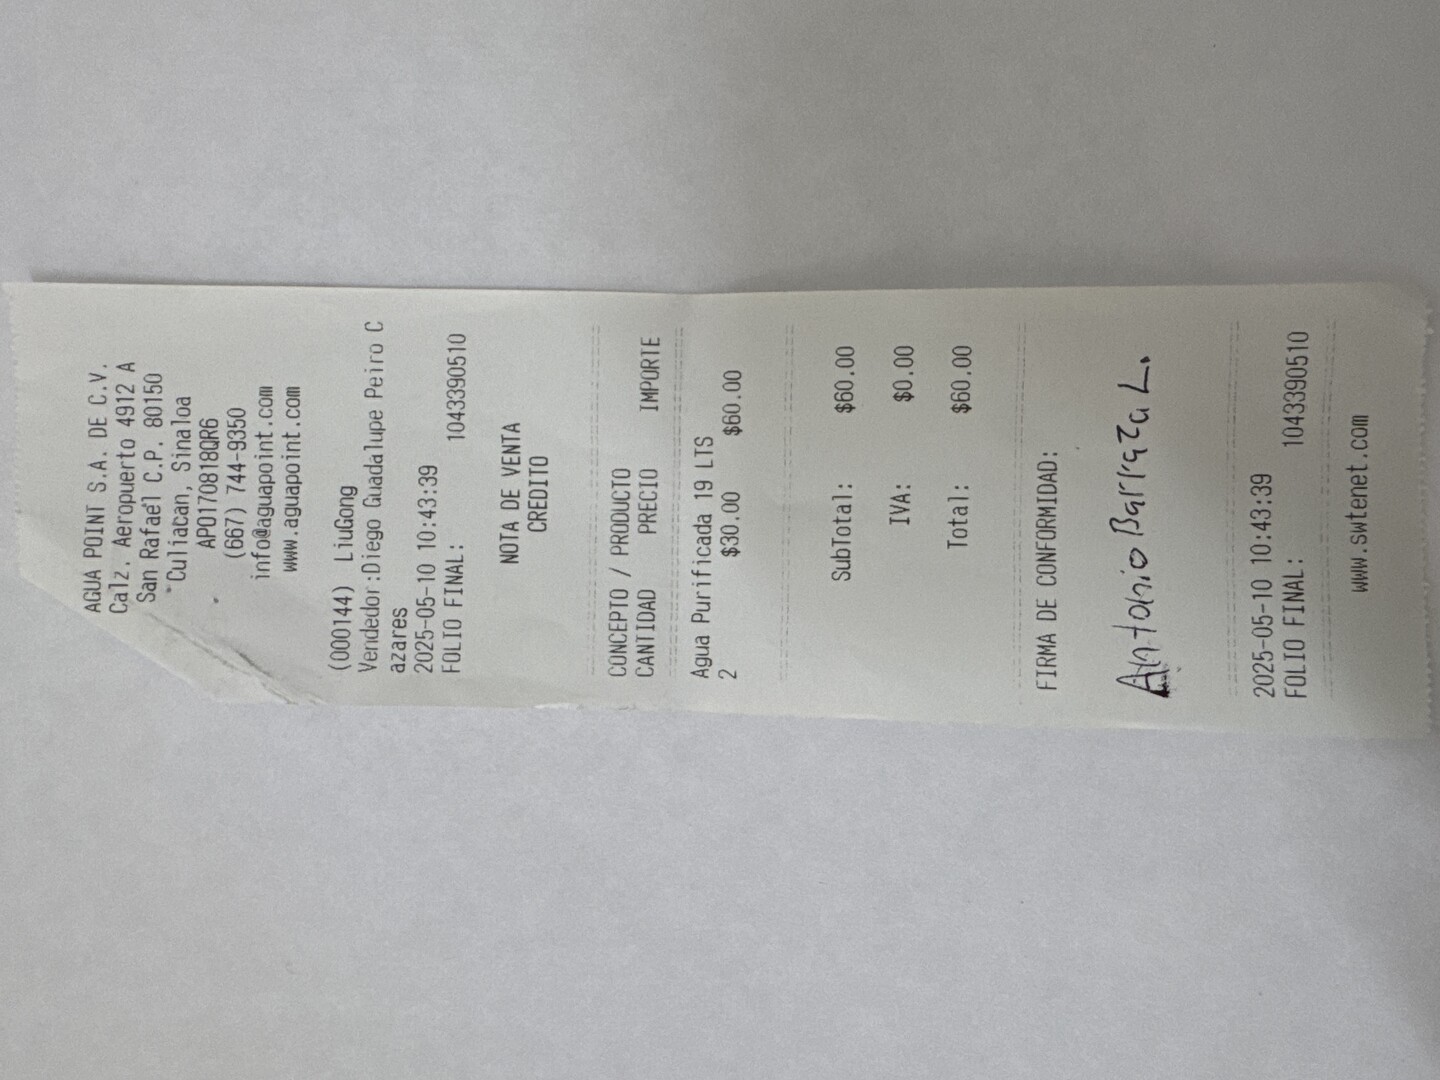 AGUA POINT S.A. DE C.V.
Calz. Aeropuerto 4912 A
San Rafael C.P. 80150
Culiacan, Sinaloa
APO170818QR6
(667) 744-9350
info@aguapoint.com
www.aguapoint.com
(000144) LiuGong
Vendedor:Diego Guadalupe Peiro C
azares
2025-05-10 10:43:39
FOLIO FINAL: 1043390510
NOTA DE VENTA
CREDITO
CONCEPTO / PRODUCTO
CANTIDAD PRECIO IMPORTE
Agua Purificada 19 LTS
2 $30.00 $60.00
SubTotal: $60.00
IVA: $0.00
Total: $60.00
FIRMA DE CONFORMIDAD:
Antonio Barraza L.
2025-05-10 10:43:39
FOLIO FINAL: 1043390510
www.swtenet.com